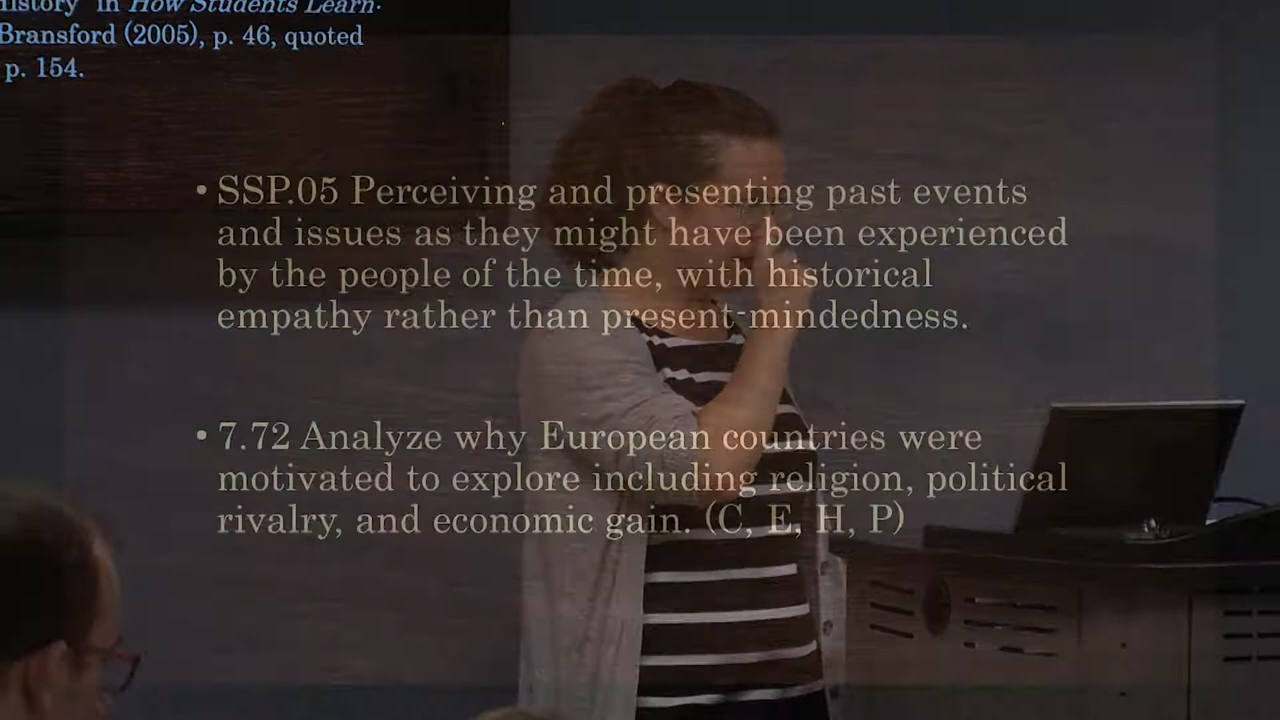 History" in How Students Learn.
Bransford (2005), p. 46, quoted
p. 154.
• SSP.05 Perceiving and presenting past events
and issues as they might have been experienced
by the people of the time, with historical
empathy rather than present-mindedness.
• 7.72 Analyze why European countries were
motivated to explore including religion, political
rivalry, and economic gain. (C, E, H, P)